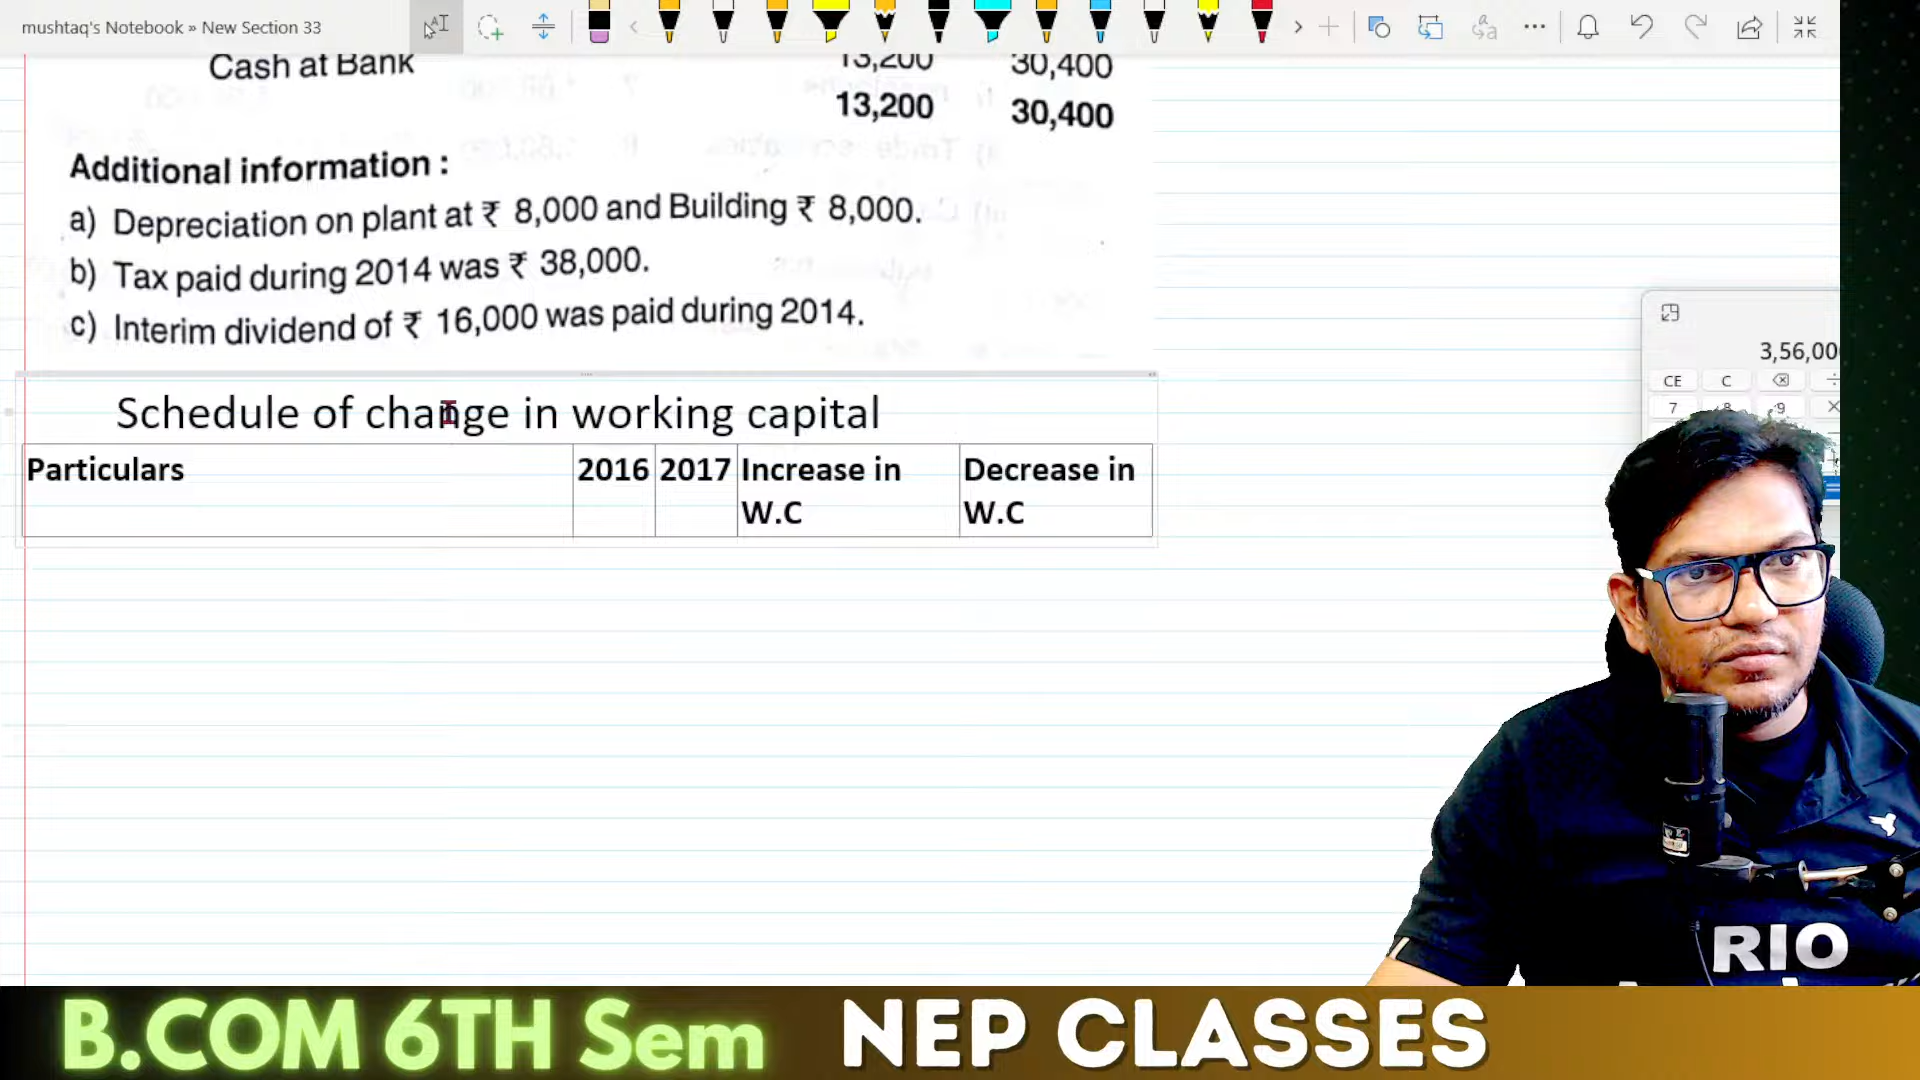 mushtaq's Notebook » New Section 33
Cash at Bank 13,200 30,400
13,200 30,400
Additional information :
a) Depreciation on plant at ₹ 8,000 and Building ₹ 8,000.
b) Tax paid during 2014 was ₹ 38,000.
c) Interim dividend of ₹ 16,000 was paid during 2014.
3,56,00
CE C
7 8 9
Schedule of change in working capital
Particulars 2016 2017 Increase in W.C Decrease in W.C
RIO
B.COM 6TH Sem NEP CLASSES